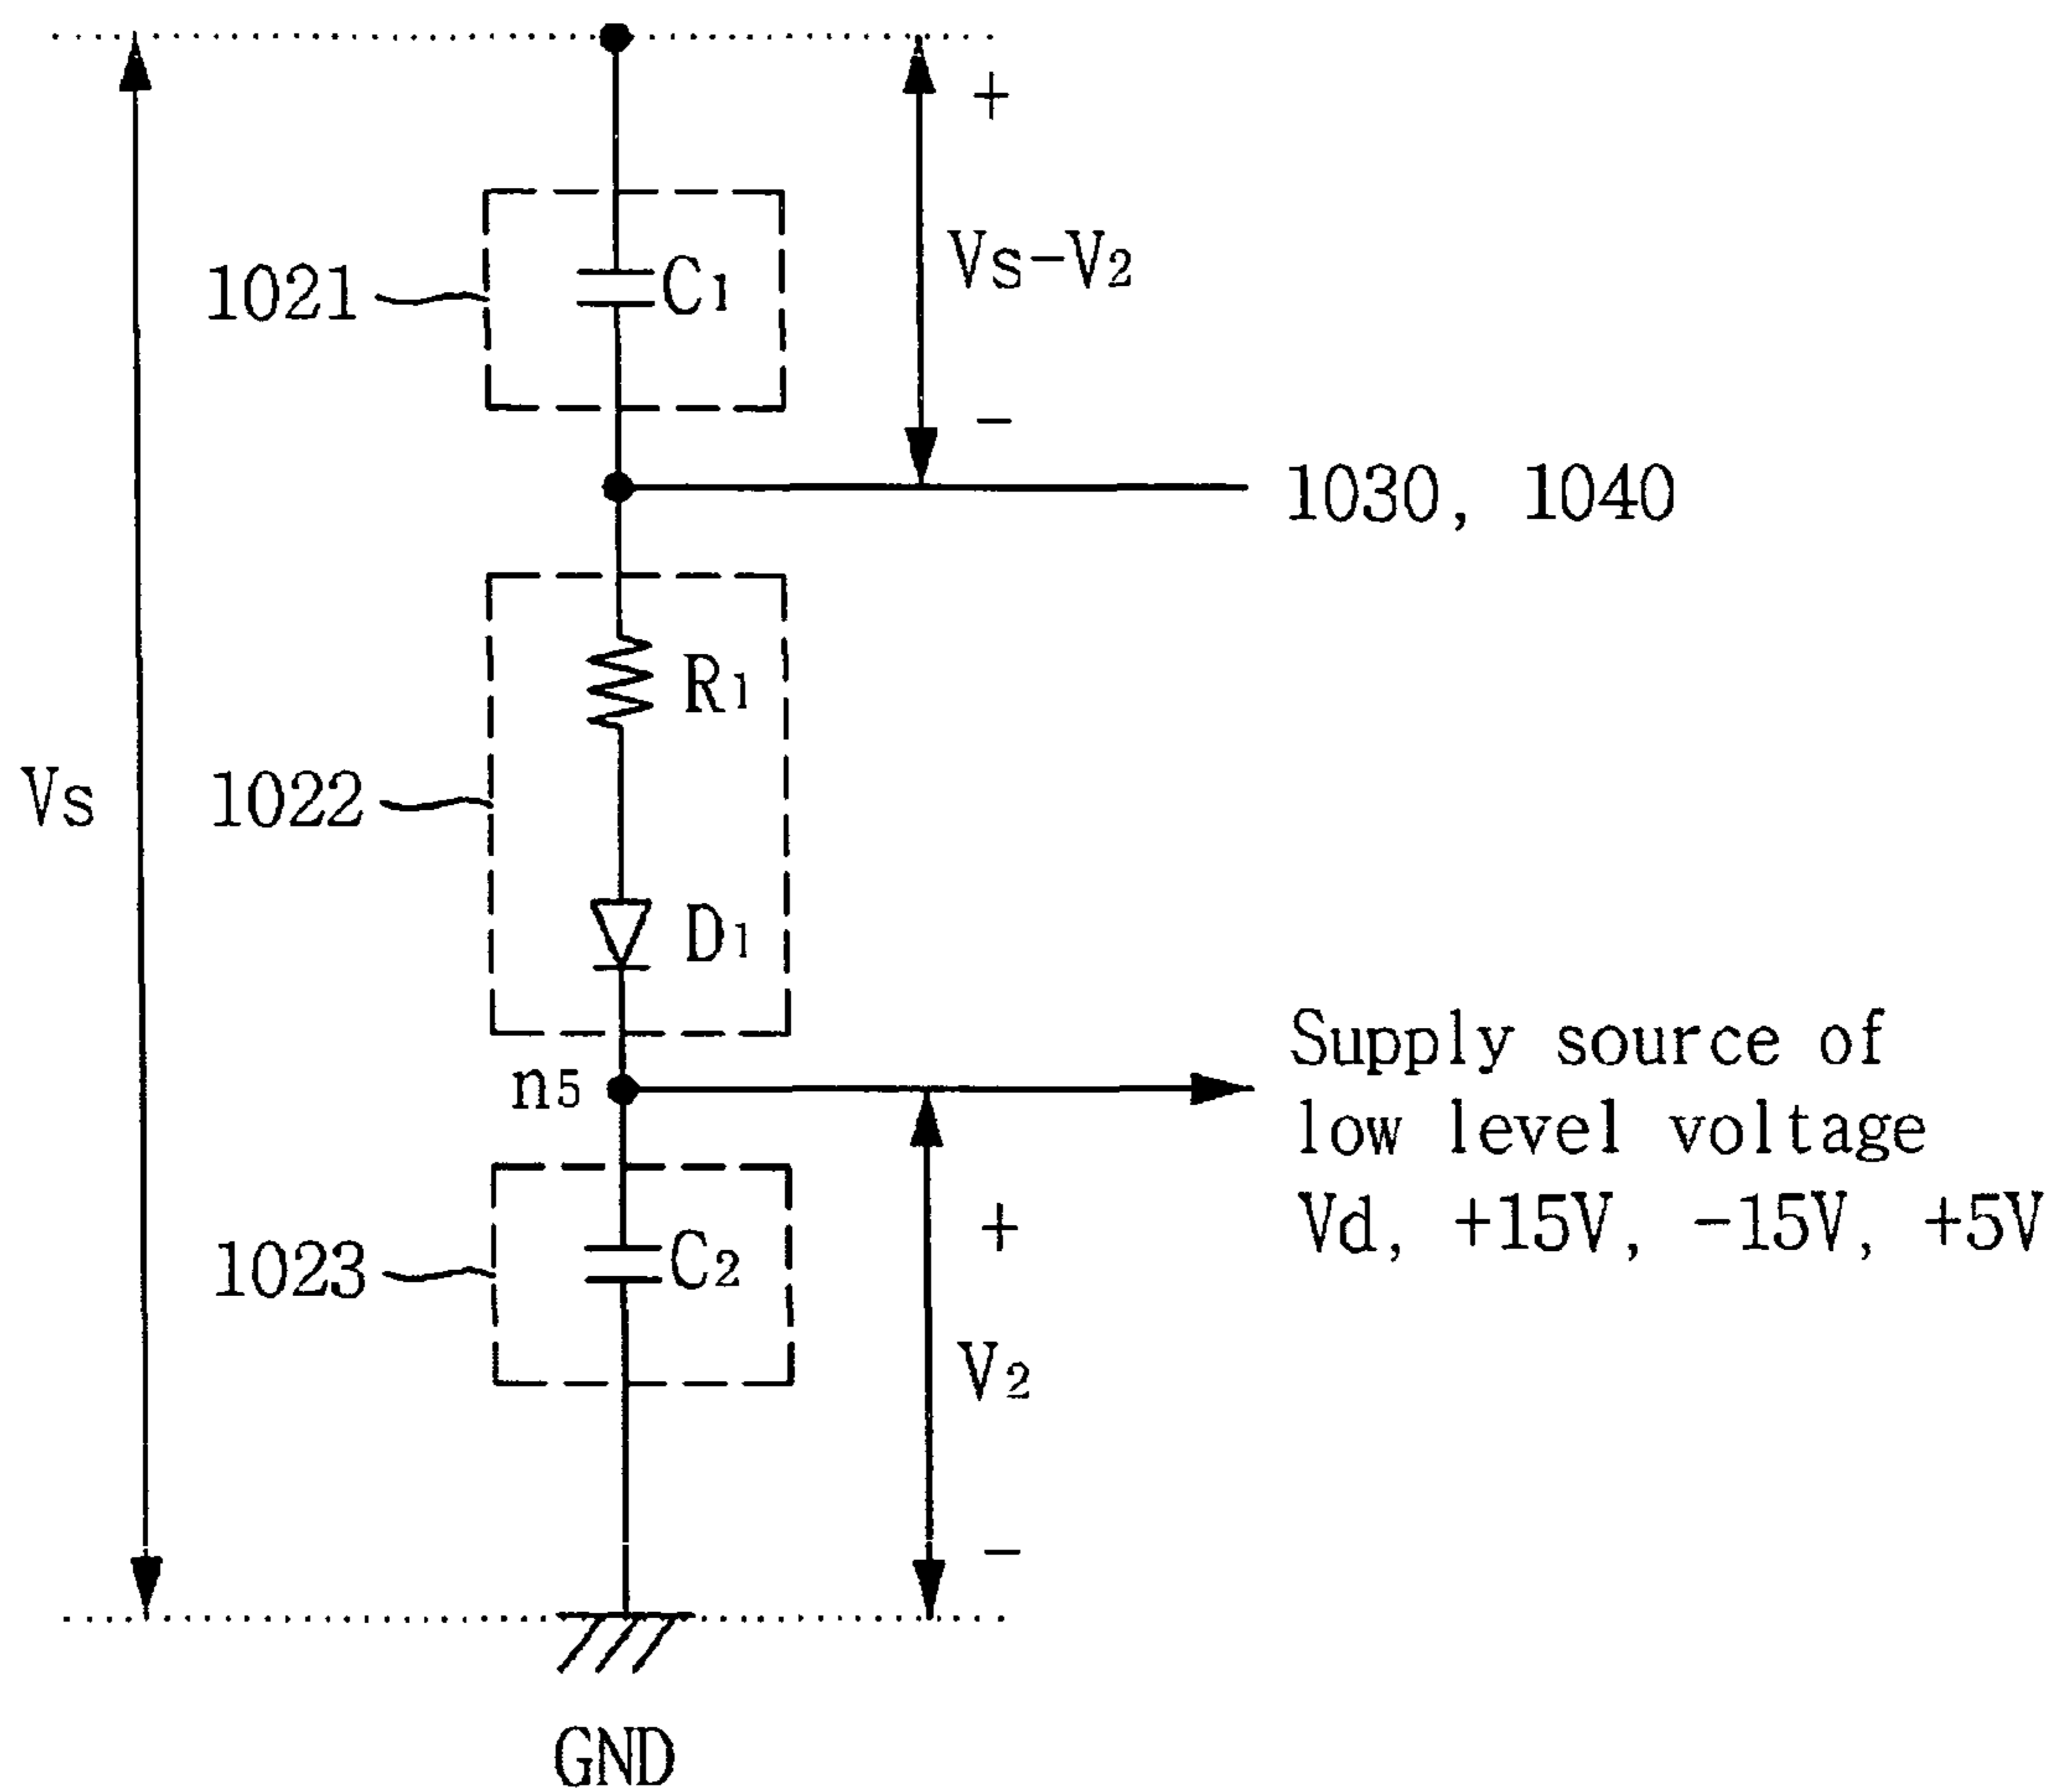 +
Vs-V2
1021
C1
-
1030, 1040
R1
Vs
1022
D1
Supply source of
n5
low level voltage
Vd, +15V, -15V, +5V
+
1023
C2
V2
-
GND